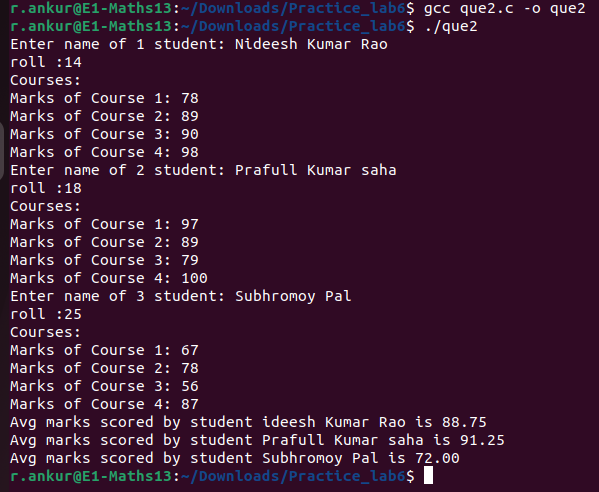 r.ankur@E1-Maths13:~/Downloads/Practice_lab6$ gcc que2.c -o que2
r.ankur@E1-Maths13:~/Downloads/Practice_lab6$ ./que2
Enter name of 1 student: Nideesh Kumar Rao
roll :14
Courses:
Marks of Course 1: 78
Marks of Course 2: 89
Marks of Course 3: 90
Marks of Course 4: 98
Enter name of 2 student: Prafull Kumar saha
roll :18
Courses:
Marks of Course 1: 97
Marks of Course 2: 89
Marks of Course 3: 79
Marks of Course 4: 100
Enter name of 3 student: Subhromoy Pal
roll :25
Courses:
Marks of Course 1: 67
Marks of Course 2: 78
Marks of Course 3: 56
Marks of Course 4: 87
Avg marks scored by student ideesh Kumar Rao is 88.75
Avg marks scored by student Prafull Kumar saha is 91.25
Avg marks scored by student Subhromoy Pal is 72.00
r.ankur@E1-Maths13:~/Downloads/Practice_lab6$